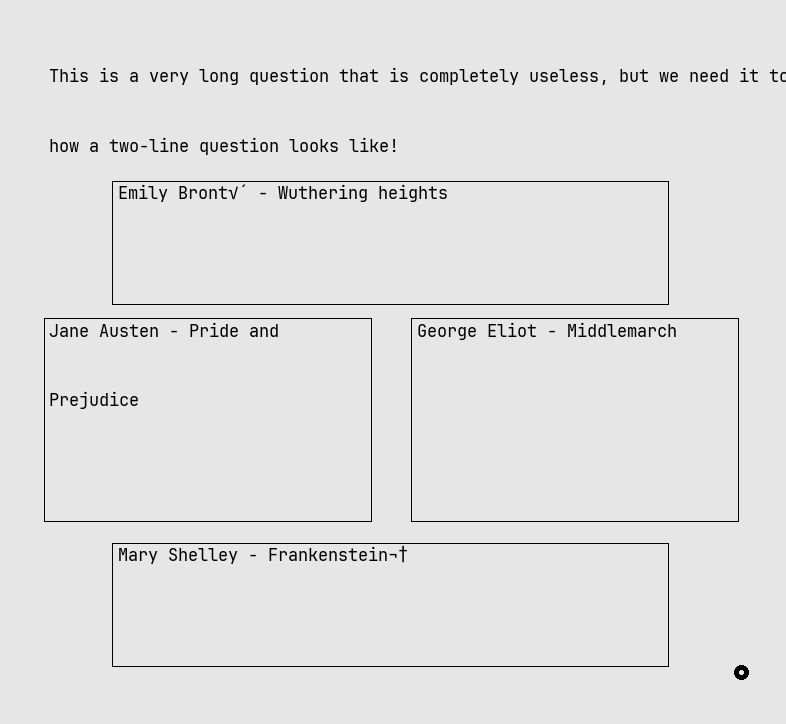 This is a very long question that is completely useless, but we need it to
how a two-line question looks like!
Emily Bront√´ - Wuthering heights
Jane Austen - Pride and
Prejudice
George Eliot - Middlemarch
Mary Shelley - Frankenstein¬†